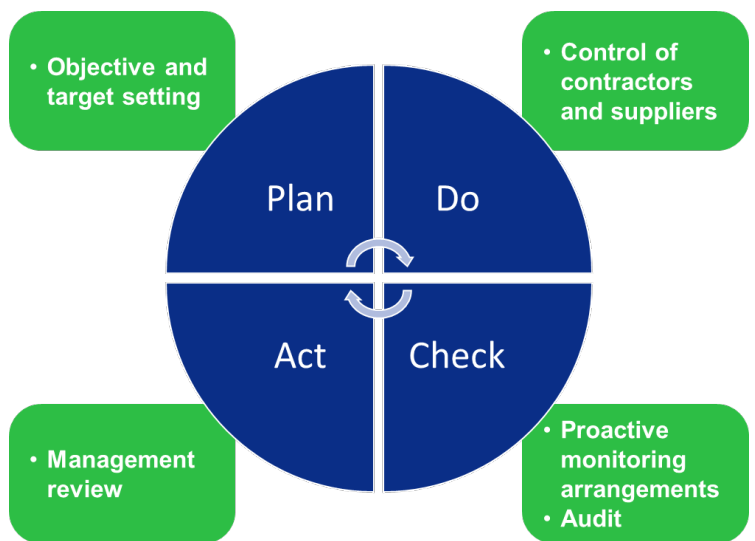 • Objective and
target setting
• Control of
contractors
and suppliers
Plan
Do
Act
Check
• Management
review
• Proactive
monitoring
arrangements
• Audit